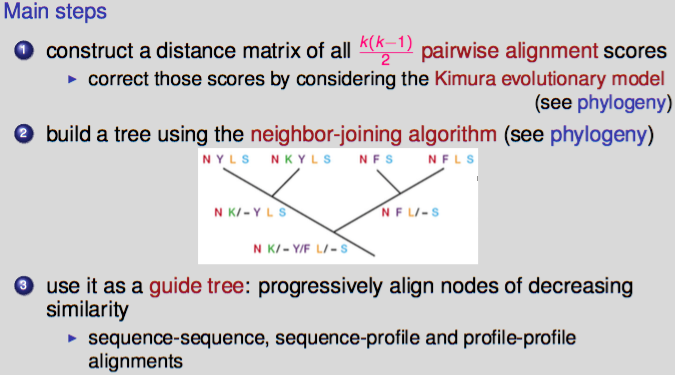 Main steps
1 construct a distance matrix of all k(k−1)/2 pairwise alignment scores
▸ correct those scores by considering the Kimura evolutionary model
(see phylogeny)
2 build a tree using the neighbor-joining algorithm (see phylogeny)
N Y L S N K Y L S N F S N F L S
N K/-Y L S N F L/-S
N K/-Y/F L/-S
3 use it as a guide tree: progressively align nodes of decreasing
similarity
▸ sequence-sequence, sequence-profile and profile-profile
alignments